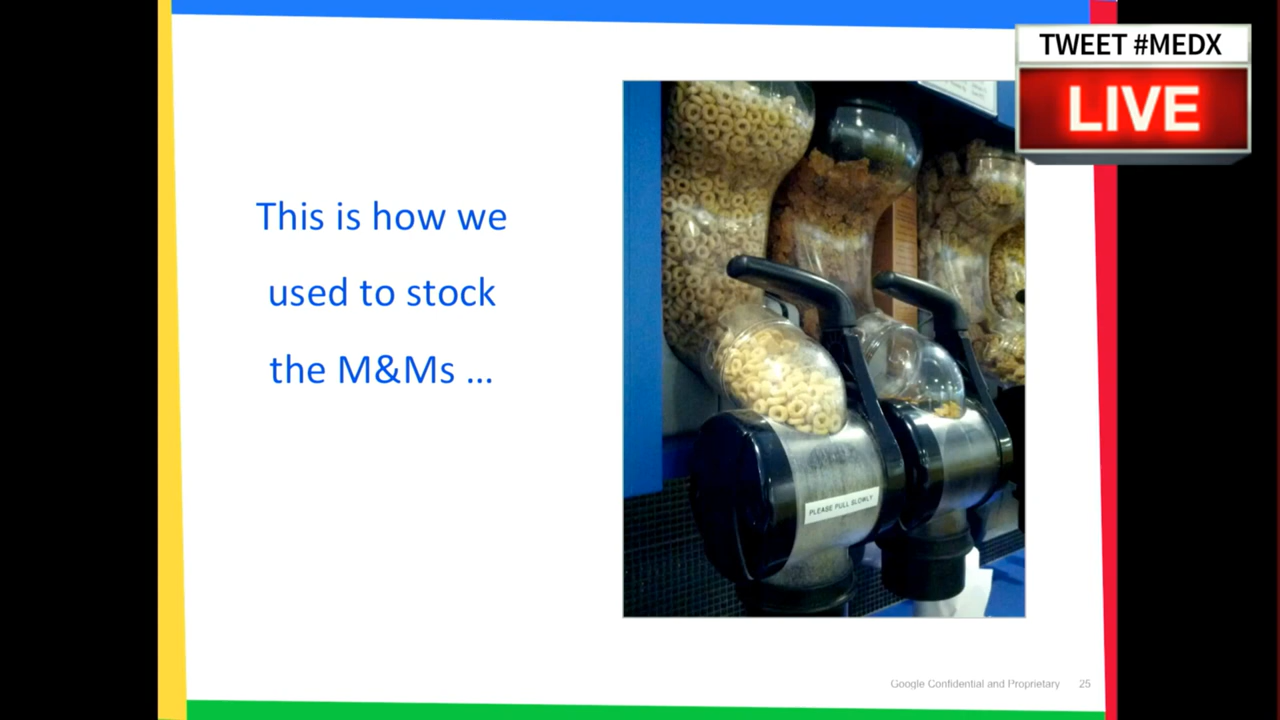 TWEET #MEDX
LIVE
This is how we
used to stock
the M&Ms ...
PLEASE PULL SLOWLY
Google Confidential and Proprietary 25